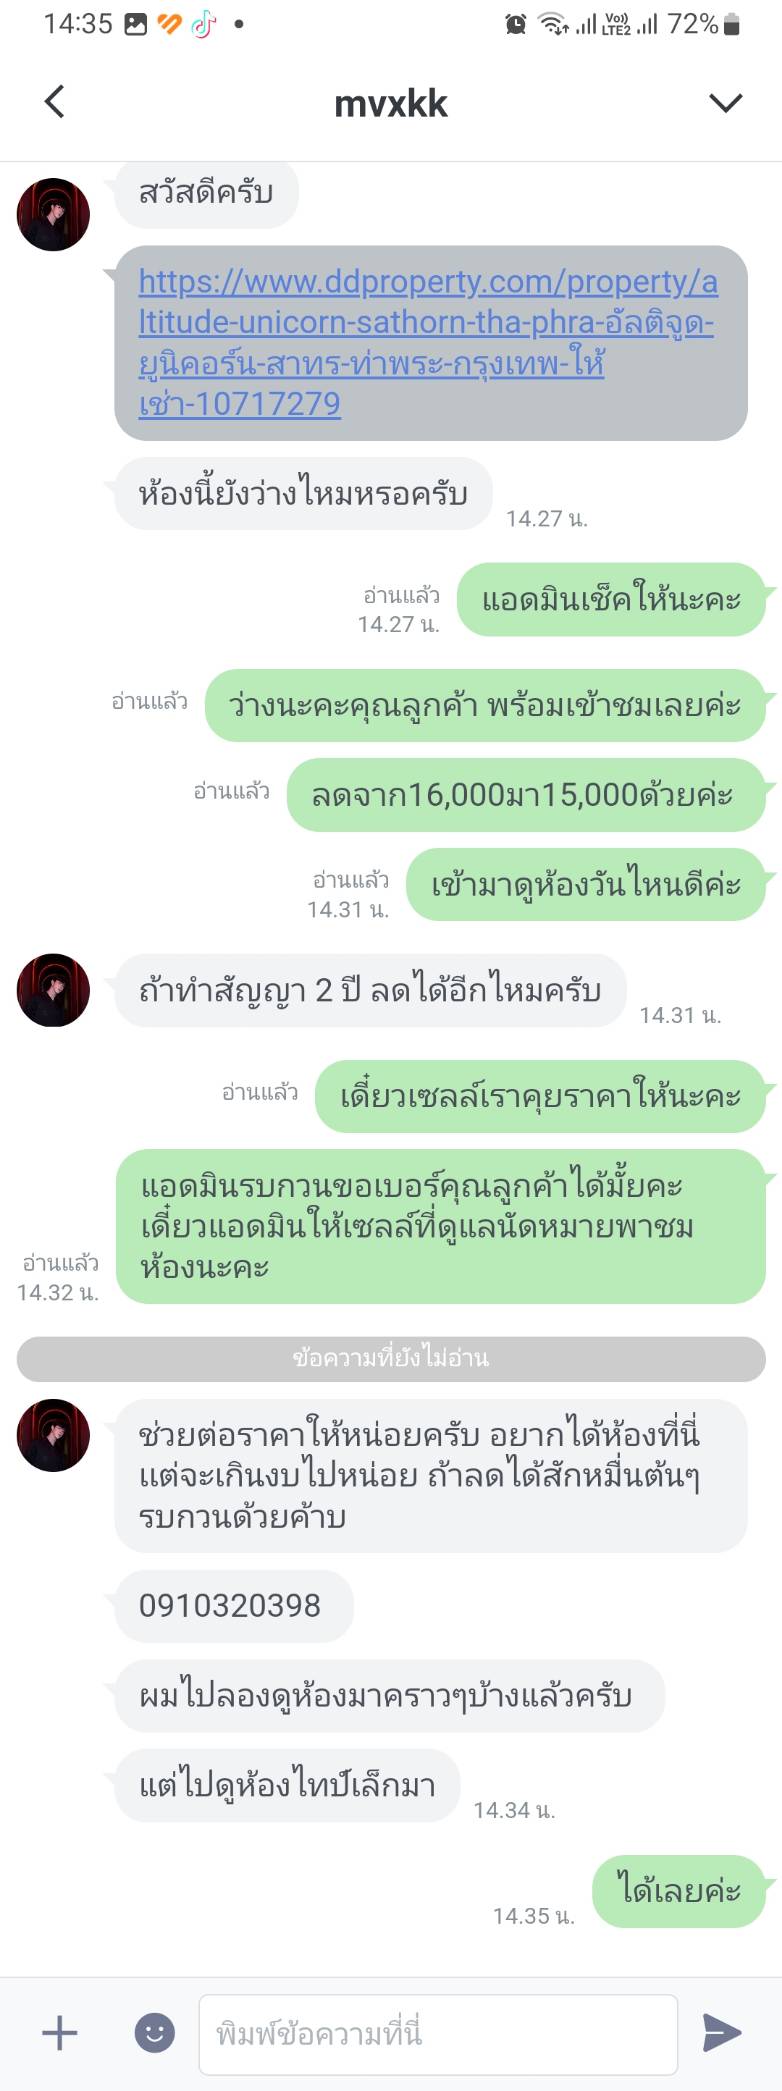 14:35
Vo)) LTE2
72%
mvxkk
สวัสดีครับ
https://www.ddproperty.com/property/a
ltitude-unicorn-sathorn-tha-phra-อัลติจูด-
ยูนิคอร์น-สาทร-ท่าพระ-กรุงเทพ-ให้
เช่า-10717279
ห้องนี้ยังว่างไหมหรอครับ
14.27 น.
แอดมินเช็คให้นะคะ
อ่านแล้ว
14.27 น.
ว่างนะคะคุณลูกค้า พร้อมเข้าชมเลยค่ะ
อ่านแล้ว
ลดจาก16,000มา15,000ด้วยค่ะ
อ่านแล้ว
เข้ามาดูห้องวันไหนดีค่ะ
อ่านแล้ว
14.31 น.
ถ้าทำสัญญา 2 ปี ลดได้อีกไหมครับ
14.31 น.
เดี๋ยวเซลล์เราคุยราคาให้นะคะ
อ่านแล้ว
แอดมินรบกวนขอเบอร์คุณลูกค้าได้มั้ยคะ
เดี๋ยวแอดมินให้เซลล์ที่ดูแลนัดหมายพาชม
ห้องนะคะ
อ่านแล้ว
14.32 น.
ข้อความที่ยังไม่อ่าน
ช่วยต่อราคาให้หน่อยครับ อยากได้ห้องที่นี่
แต่จะเกินงบไปหน่อย ถ้าลดได้สักหมื่นต้นๆ
รบกวนด้วยค้าบ
0910320398
ผมไปลองดูห้องมาคราวๆบ้างแล้วครับ
แต่ไปดูห้องไทป์เล็กมา
14.34 น.
ได้เลยค่ะ
14.35 น.
พิมพ์ข้อความที่นี่